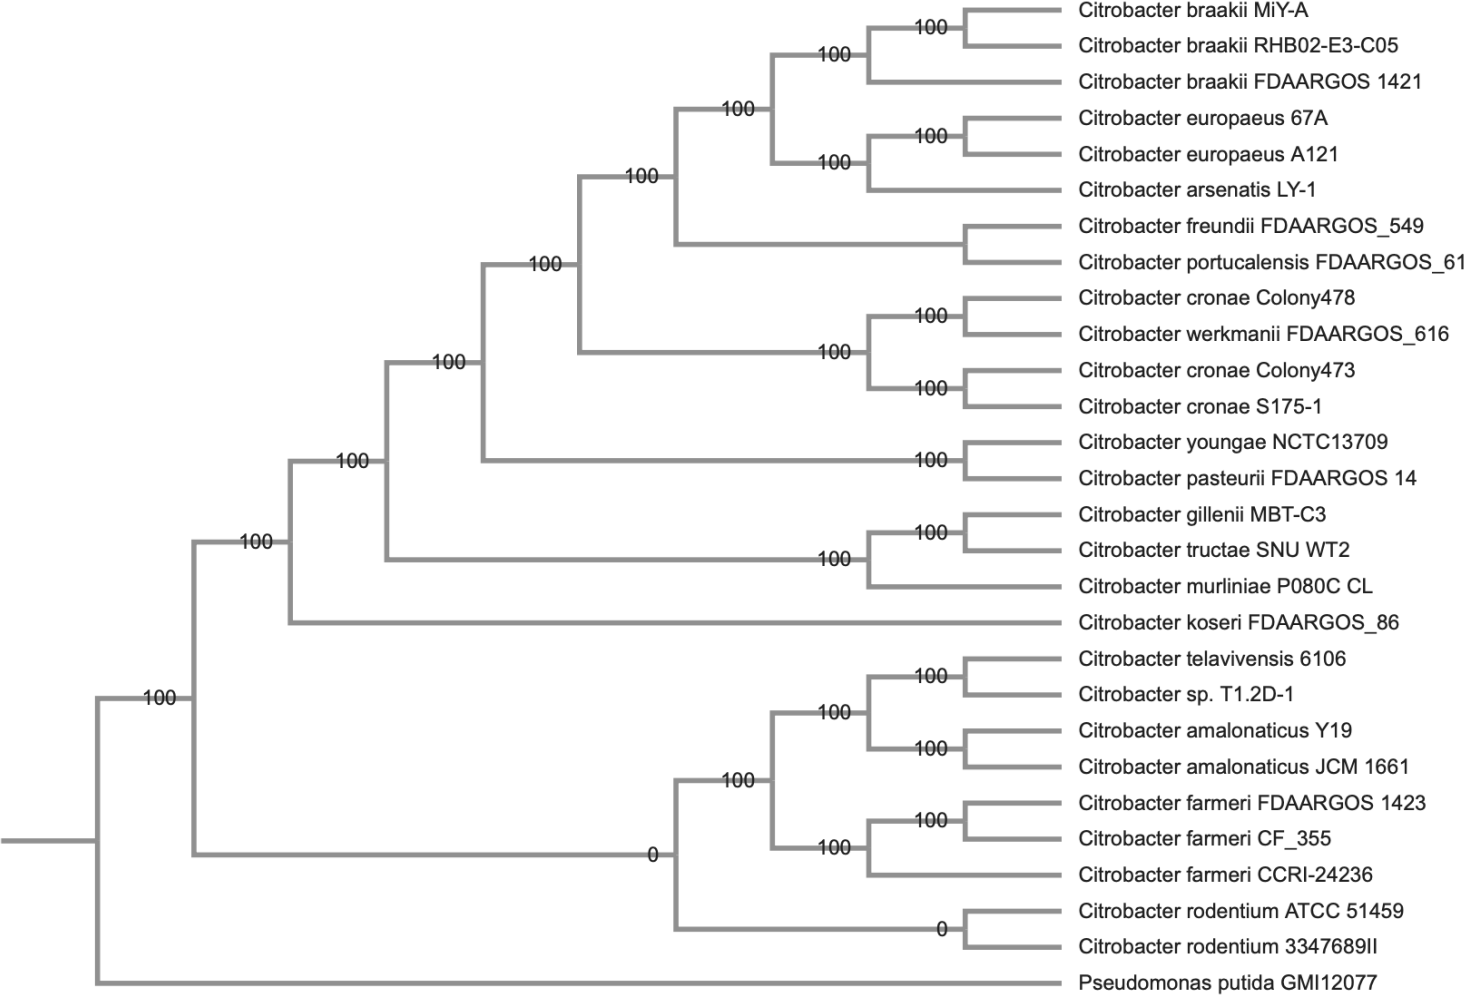 Citrobacter braakii MiY-A
100
Citrobacter braakii RHB02-E3-C05
100
Citrobacter braakii FDAARGOS 1421
100
Citrobacter europaeus 67A
100
Citrobacter europaeus A121
100
Citrobacter arsenatis LY-1
100
Citrobacter freundii FDAARGOS_549
Citrobacter portucalensis FDAARGOS_61
100
Citrobacter cronae Colony478
100
Citrobacter werkmanii FDAARGOS_616
100
Citrobacter cronae Colony473
100
100
Citrobacter cronae S175-1
Citrobacter youngae NCTC13709
100
100
Citrobacter pasteurii FDAARGOS 14
Citrobacter gillenii MBT-C3
100
100
Citrobacter tructae SNU WT2
100
Citrobacter murliniae P080C CL
Citrobacter koseri FDAARGOS_86
Citrobacter telavivensis 6106
100
Citrobacter sp. T1.2D-1
100
100
Citrobacter amalonaticus Y19
100
Citrobacter amalonaticus JCM 1661
100
Citrobacter farmeri FDAARGOS 1423
100
Citrobacter farmeri CF_355
100
0
Citrobacter farmeri CCRI-24236
Citrobacter rodentium ATCC 51459
0
Citrobacter rodentium 3347689II
Pseudomonas putida GMI12077